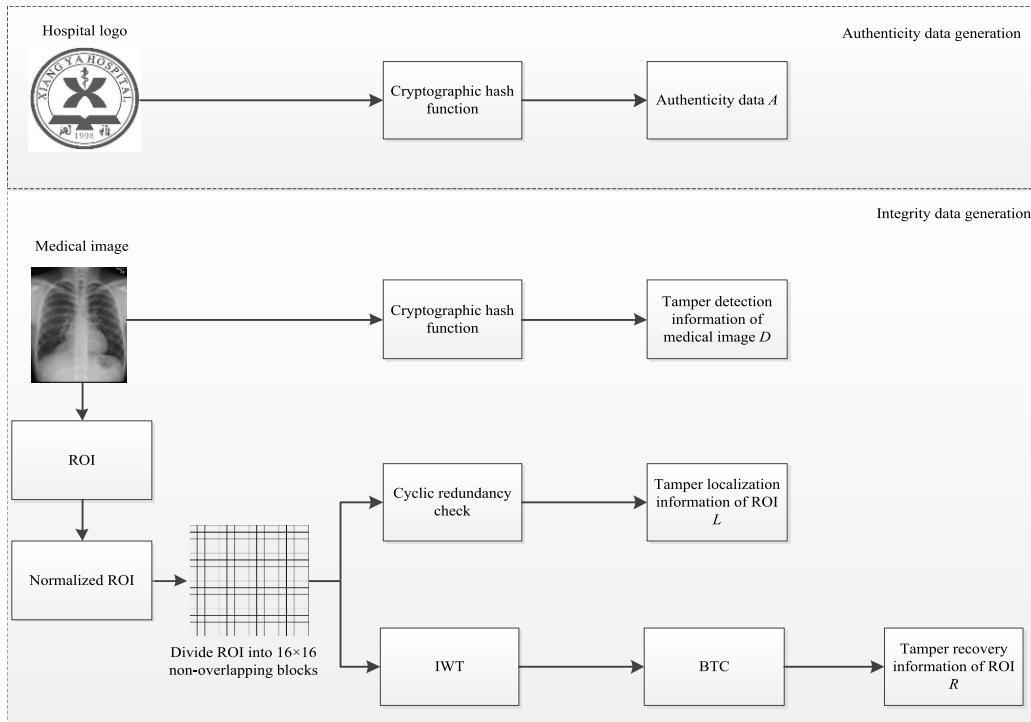 Hospital logo
Authenticity data generation
XIANG YA HOSPITAL
1906
Cryptographic hash
function
Authenticity data A
Integrity data generation
Medical image
Cryptographic hash
function
Tamper detection
information of
medical image D
ROI
Cyclic redundancy
check
Tamper localization
information of ROI
L
Normalized ROI
Divide ROI into 16×16
non-overlapping blocks
IWT
BTC
Tamper recovery
information of ROI
R